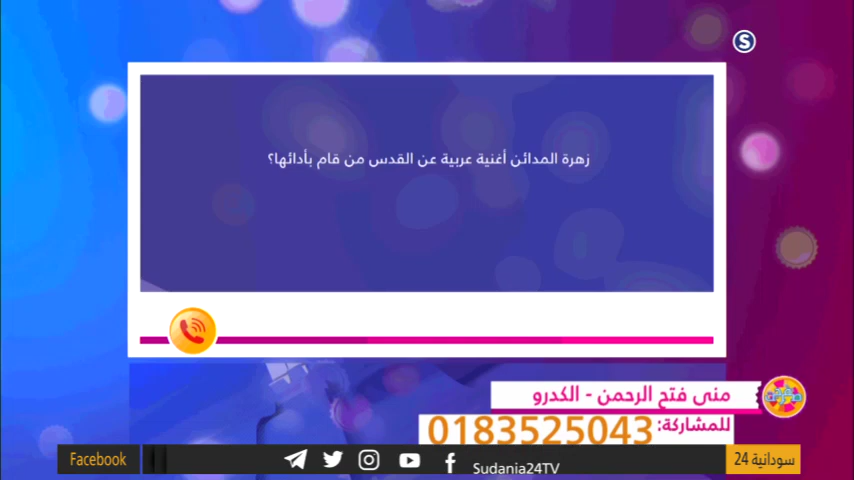 S
زهرة المدائن أغنية عربية عن القدس من قام بأدائها؟
منى فتح الرحمن - الكدرو
للمشاركة: 0183525043
Facebook
Sudania24TV
سودانية 24